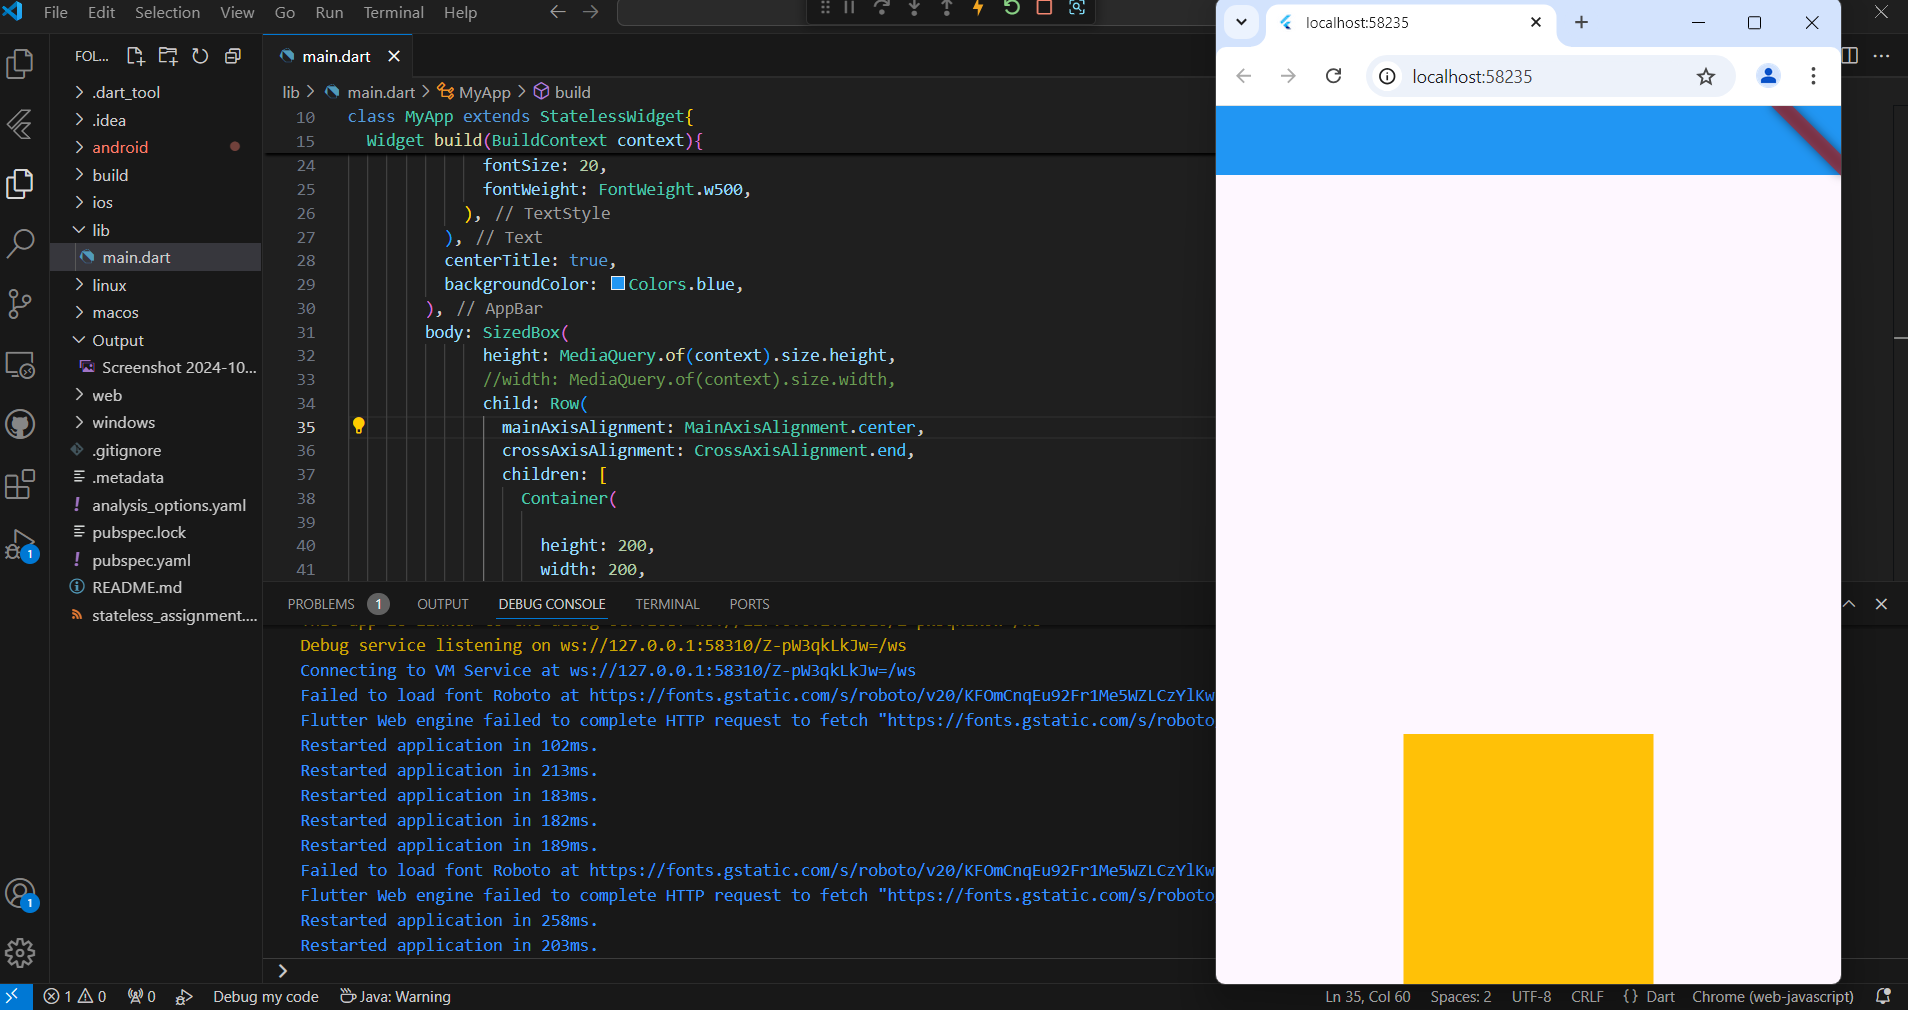 File Edit Selection View Go Run Terminal Help
FOL...
.dart_tool
.idea
android
build
ios
lib
main.dart
linux
macos
Output
Screenshot 2024-10...
web
windows
.gitignore
.metadata
analysis_options.yaml
pubspec.lock
pubspec.yaml
README.md
stateless_assignment....
1
1
main.dart
lib > main.dart > MyApp > build
10 class MyApp extends StatelessWidget{
15 Widget build(BuildContext context){
24 fontSize: 20,
25 fontWeight: FontWeight.w500,
26 ), // TextStyle
27 ), // Text
28 centerTitle: true,
29 backgroundColor: Colors.blue,
30 ), // AppBar
31 body: SizedBox(
32 height: MediaQuery.of(context).size.height,
33 //width: MediaQuery.of(context).size.width,
34 child: Row(
35 mainAxisAlignment: MainAxisAlignment.center,
36 crossAxisAlignment: CrossAxisAlignment.end,
37 children: [
38 Container(
39
40 height: 200,
41 width: 200,
PROBLEMS 1 OUTPUT DEBUG CONSOLE TERMINAL PORTS
Debug service listening on ws://127.0.0.1:58310/Z-pW3qkLkJw=/ws
Connecting to VM Service at ws://127.0.0.1:58310/Z-pW3qkLkJw=/ws
Failed to load font Roboto at https://fonts.gstatic.com/s/roboto/v20/KFOmCnqEu92Fr1Me5WZLCzYlKw
Flutter Web engine failed to complete HTTP request to fetch "https://fonts.gstatic.com/s/roboto
Restarted application in 102ms.
Restarted application in 213ms.
Restarted application in 183ms.
Restarted application in 182ms.
Restarted application in 189ms.
Failed to load font Roboto at https://fonts.gstatic.com/s/roboto/v20/KFOmCnqEu92Fr1Me5WZLCzYlKw
Flutter Web engine failed to complete HTTP request to fetch "https://fonts.gstatic.com/s/roboto
Restarted application in 258ms.
Restarted application in 203ms.
>
localhost:58235
localhost:58235
1 0 0 Debug my code Java: Warning
Ln 35, Col 60 Spaces: 2 UTF-8 CRLF {} Dart Chrome (web-javascript)